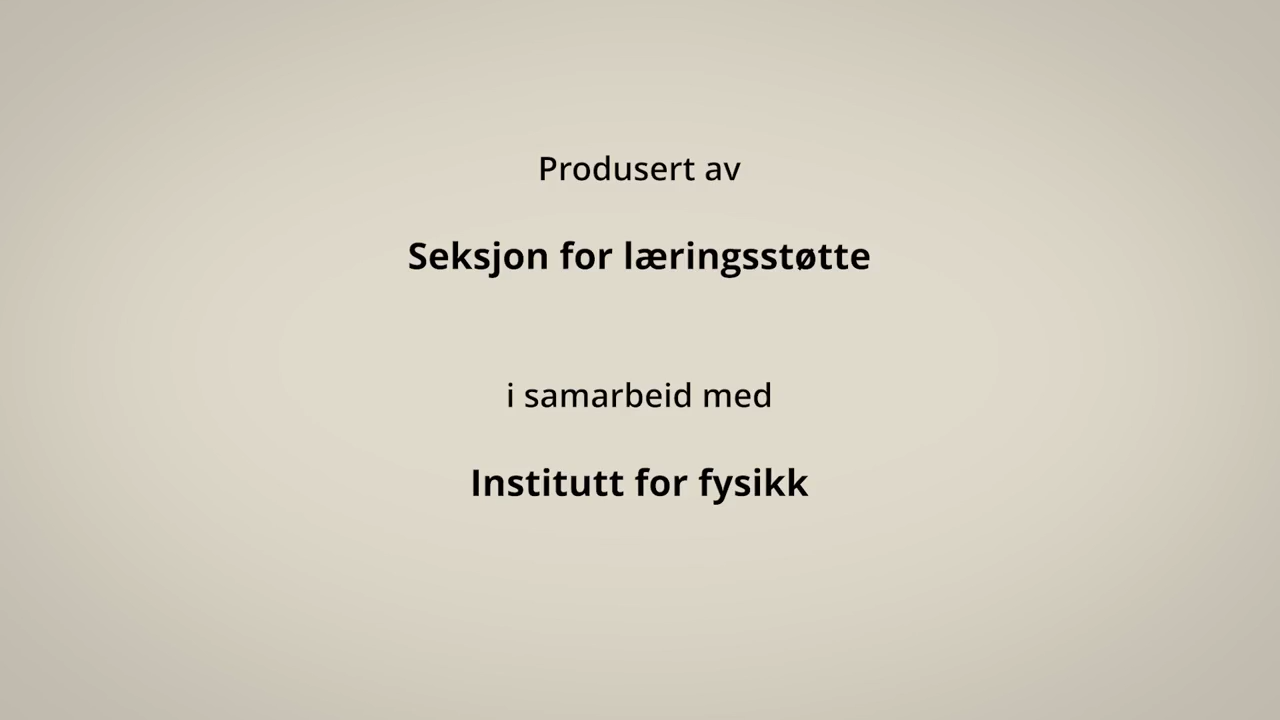 Produsert av
Seksjon for læringsstøtte
i samarbeid med
Institutt for fysikk